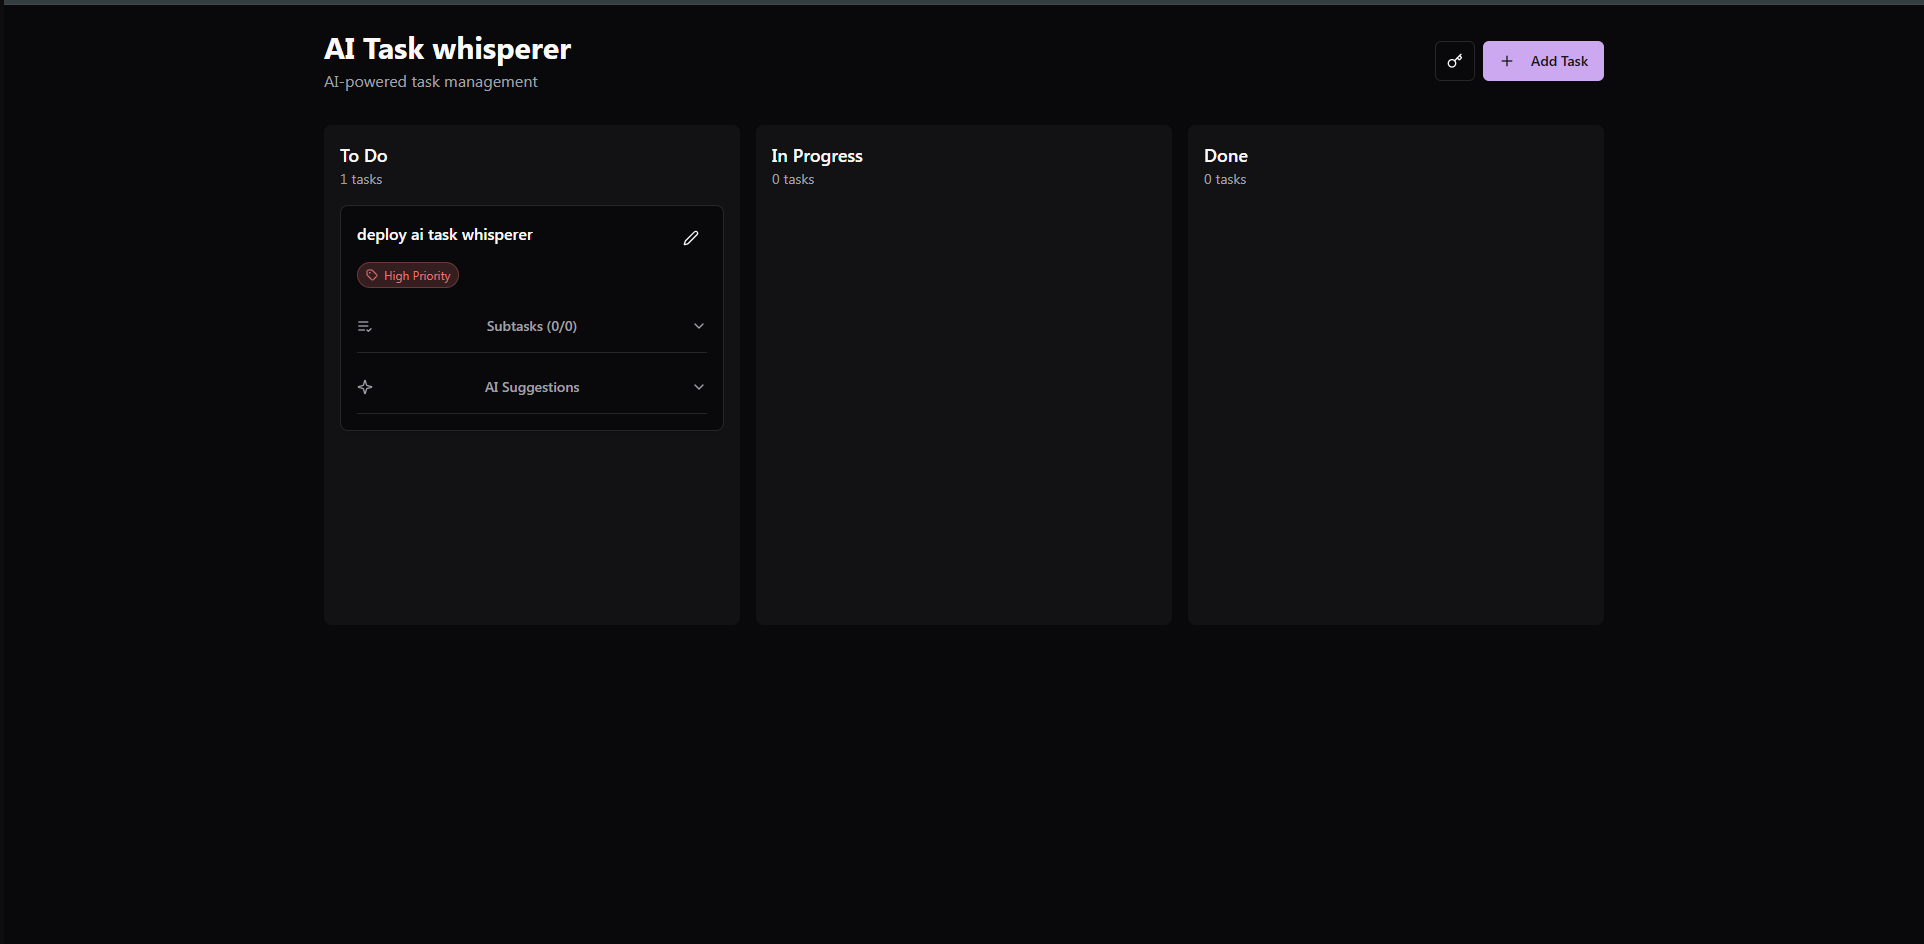 AI Task whisperer
AI-powered task management
Add Task
To Do
1 tasks
deploy ai task whisperer
High Priority
Subtasks (0/0)
AI Suggestions
In Progress
0 tasks
Done
0 tasks